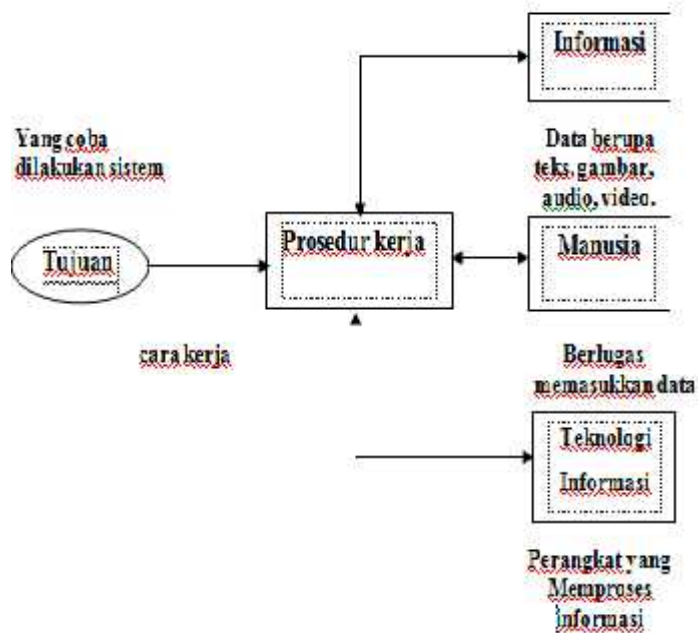 Informasi
Yang coba
dilakukan sistem
Data berupa
teks, gambar,
audio, video.
Prosedur kerja
Manusia
Tujuan
cara kerja
Berlugas
memasukkan data
Teknologi
Informasi
Perangkat yang
Memproses
informasi